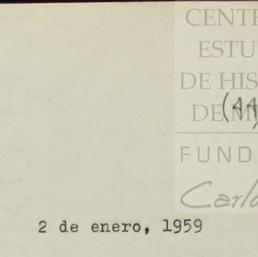 CENT
ESTU
DE HIS
DE M
(44
FUND
Carlo
2 de enero, 1959